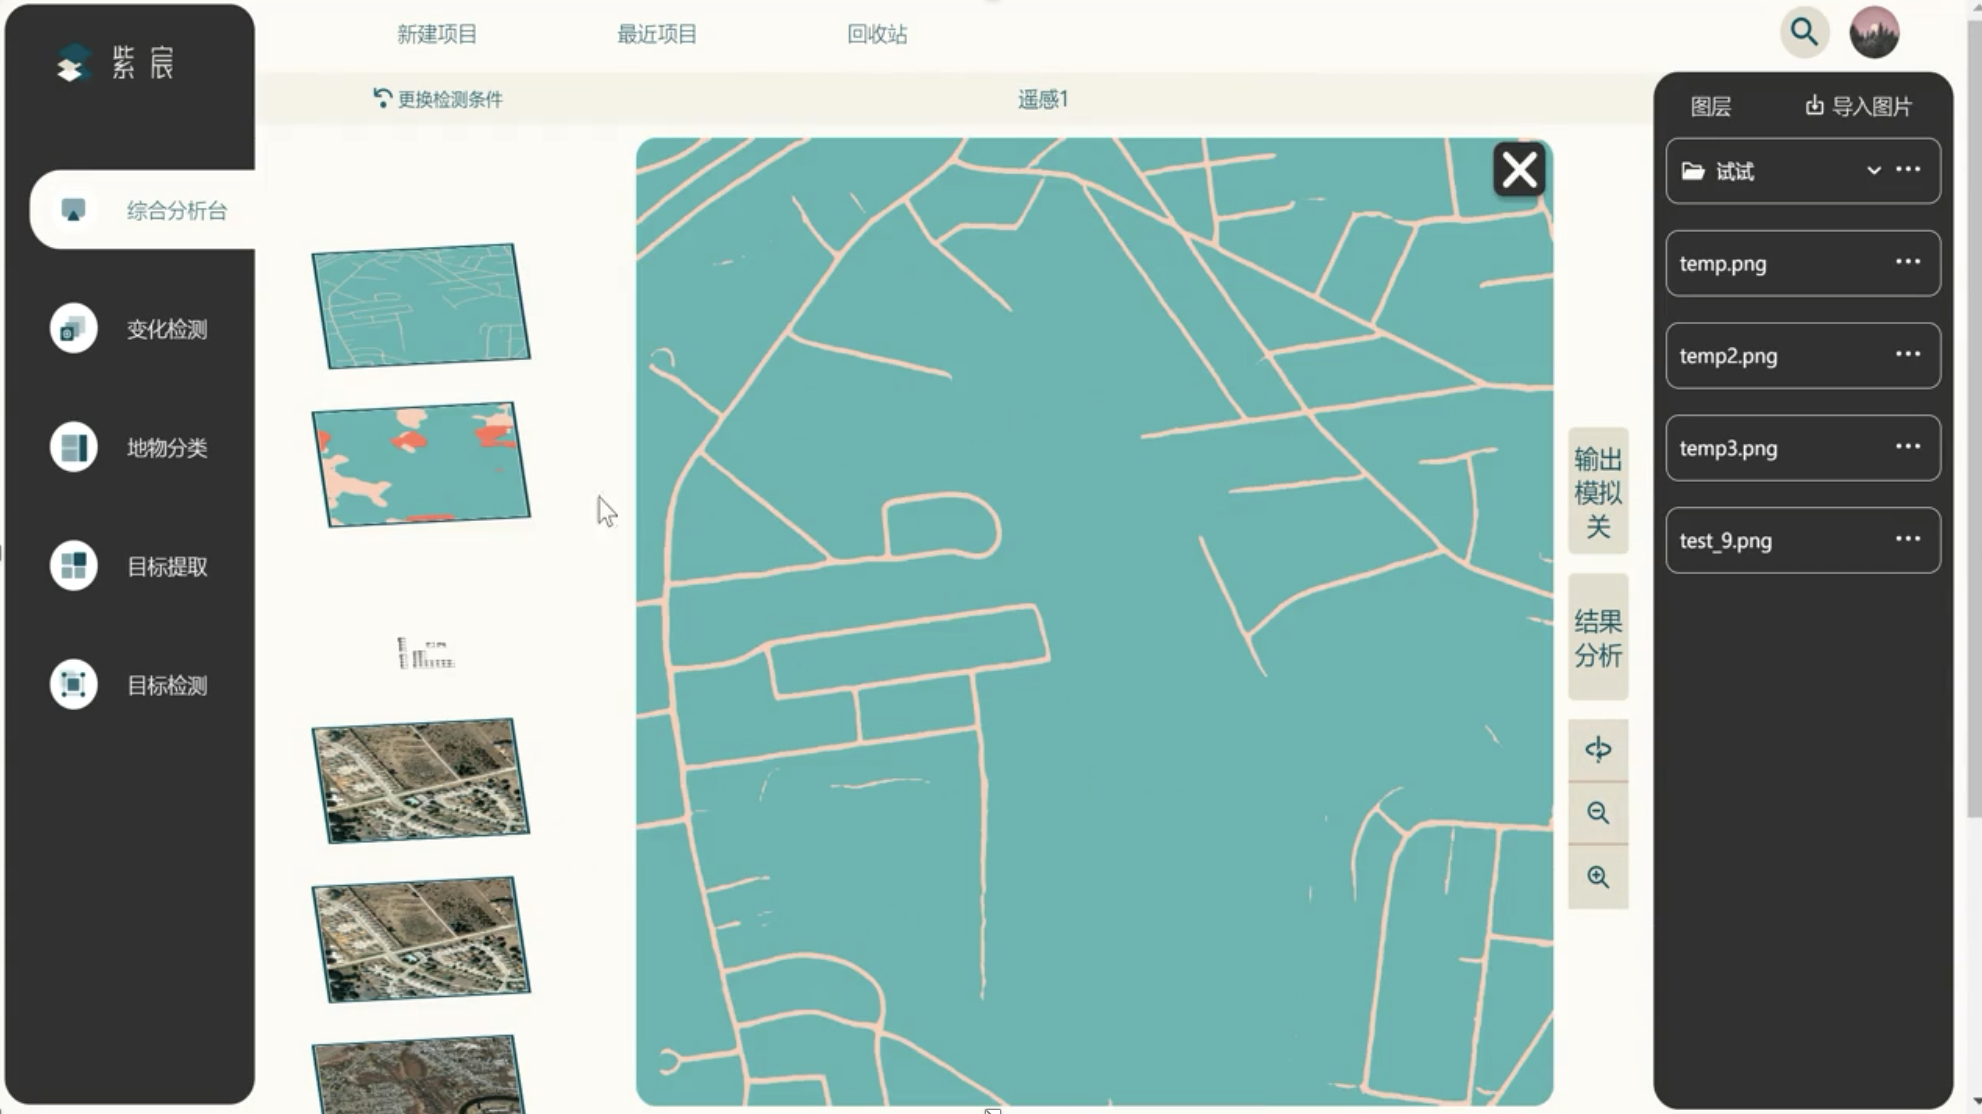 紫宸
新建项目
最近项目
回收站
更换检测条件
遥感1
综合分析台
变化检测
地物分类
目标提取
目标检测
输出
模拟
关
结果
分析
图层
导入图片
试试
temp.png
temp2.png
temp3.png
test_9.png